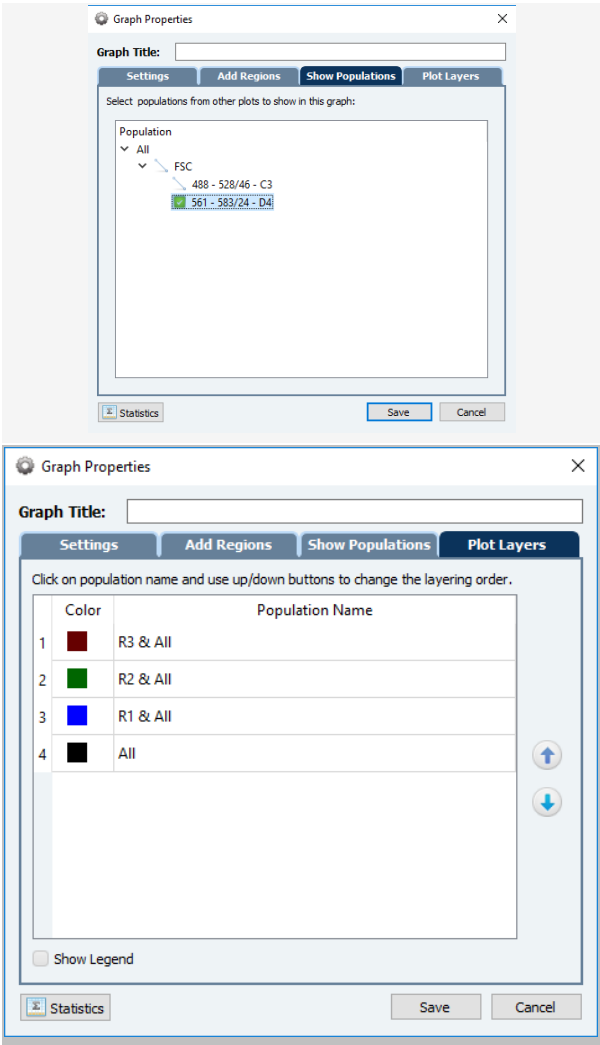 Graph Properties
Graph Title:
Settings Add Regions Show Populations Plot Layers
Select populations from other plots to show in this graph:
Population
All
FSC
488 - 528/46 - C3
561 - 583/24 - D4
Statistics Save Cancel
Graph Properties
Graph Title:
Settings Add Regions Show Populations Plot Layers
Click on population name and use up/down buttons to change the layering order.
Color Population Name
1 R3 & All
2 R2 & All
3 R1 & All
4 All
Show Legend
Σ Statistics Save Cancel